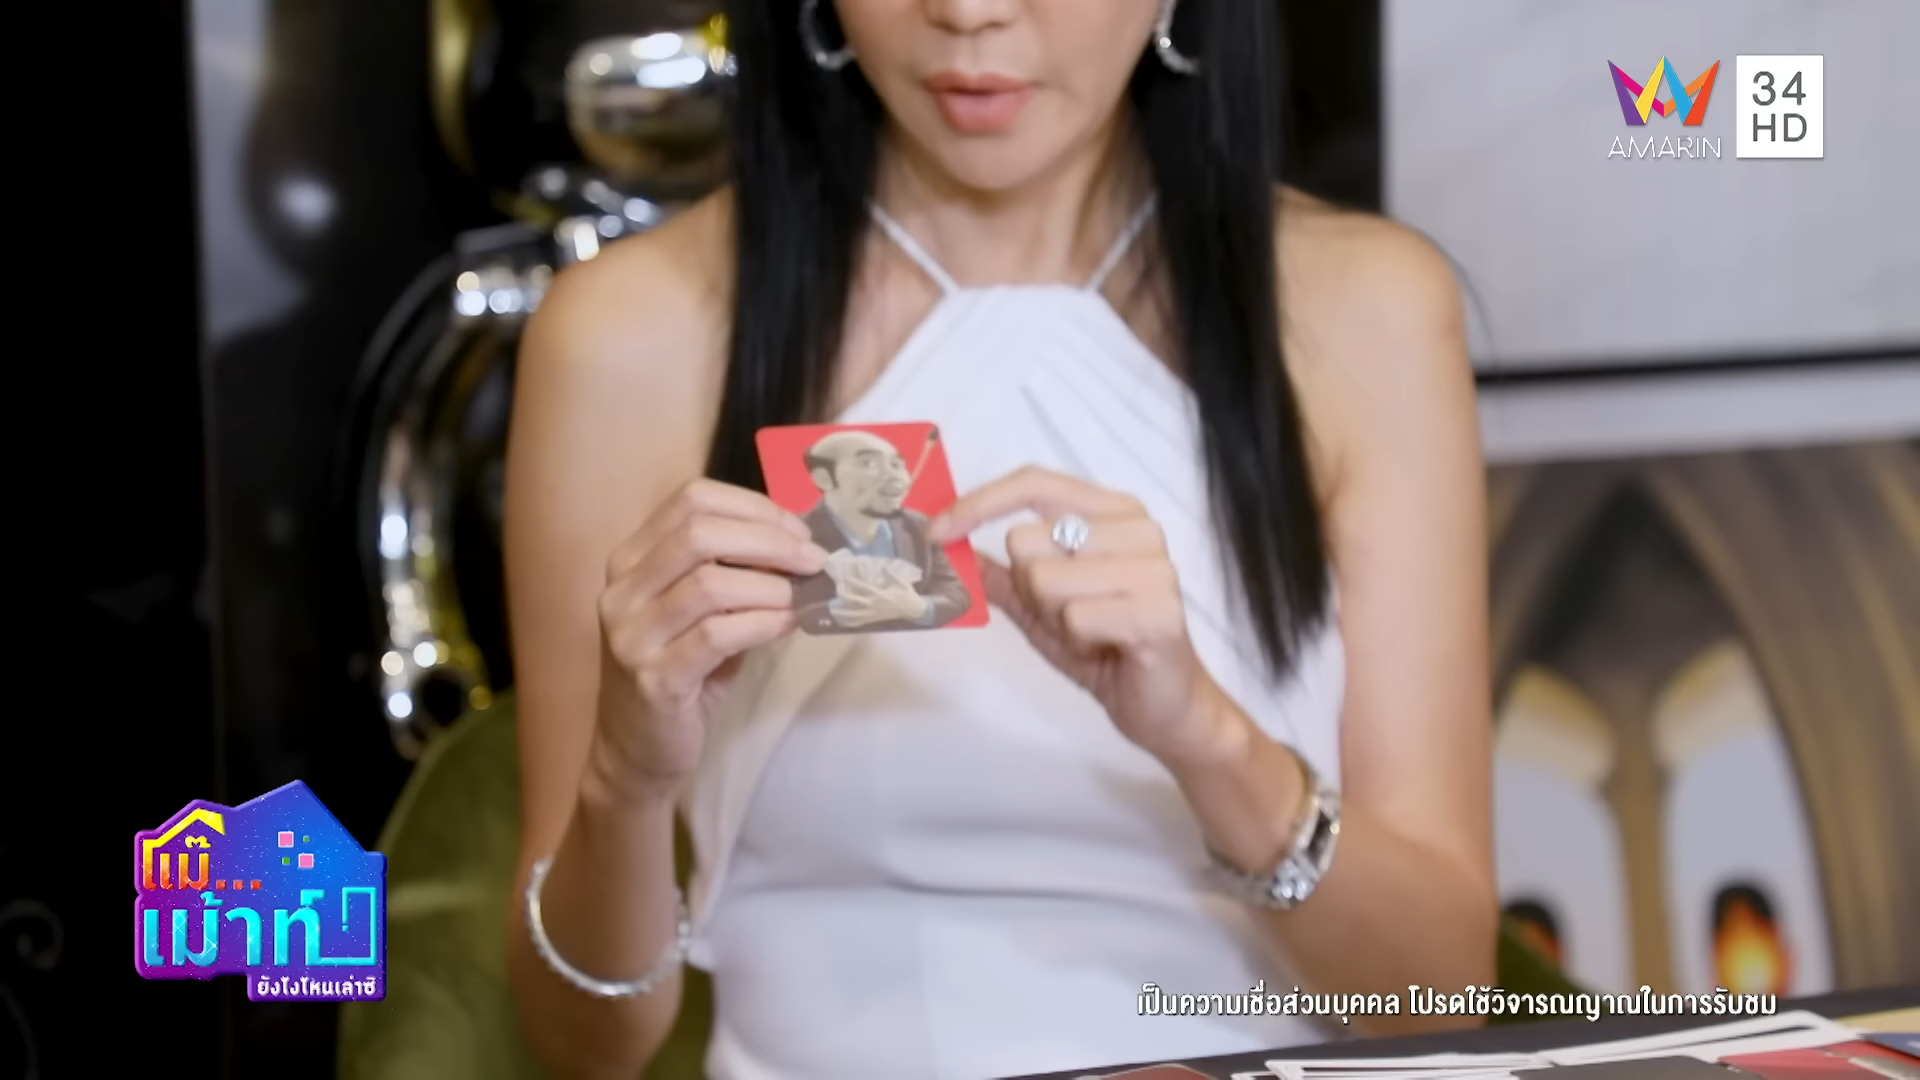 AMARIN
34
HD
แม๊...
เม้าท์
ยังไงไหนเล่าซิ
เป็นความเชื่อส่วนบุคคล โปรดใช้วิจารณญาณในการรับชม